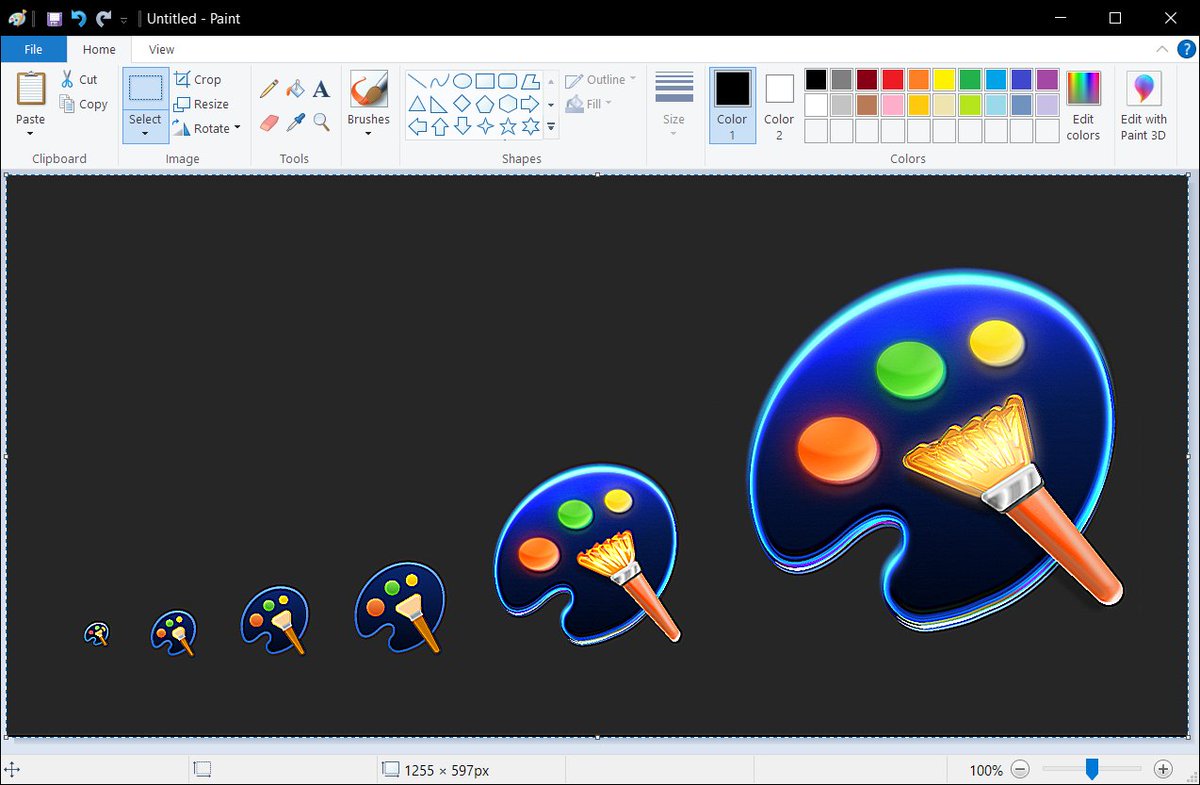 Untitled - Paint
File Home View
Paste
Cut
Copy
Clipboard
Select
Crop
Resize
Rotate
Image
A
Tools
Brushes
Outline
Fill
Shapes
Size
Color 1
Color 2
Edit colors
Colors
Edit with Paint 3D
?
1255 × 597px
100%